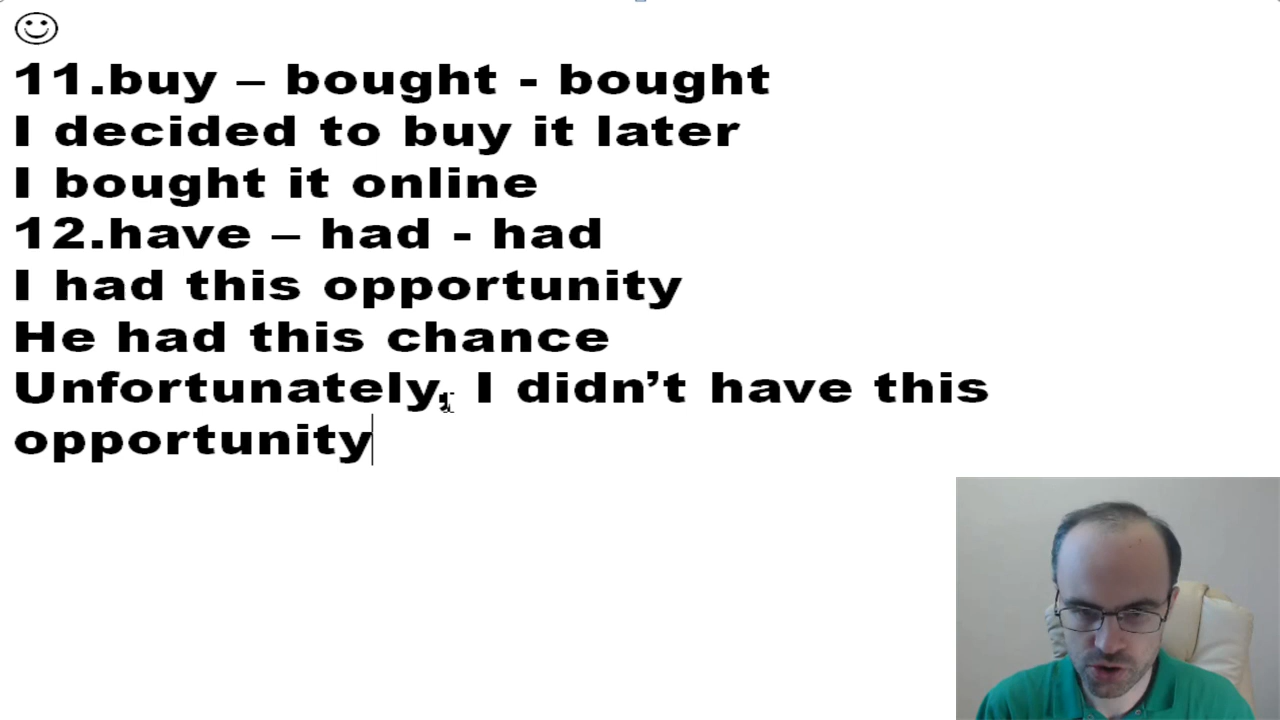 11.buy – bought - bought
I decided to buy it later
I bought it online
12.have – had - had
I had this opportunity
He had this chance
Unfortunately, I didn’t have this
opportunity